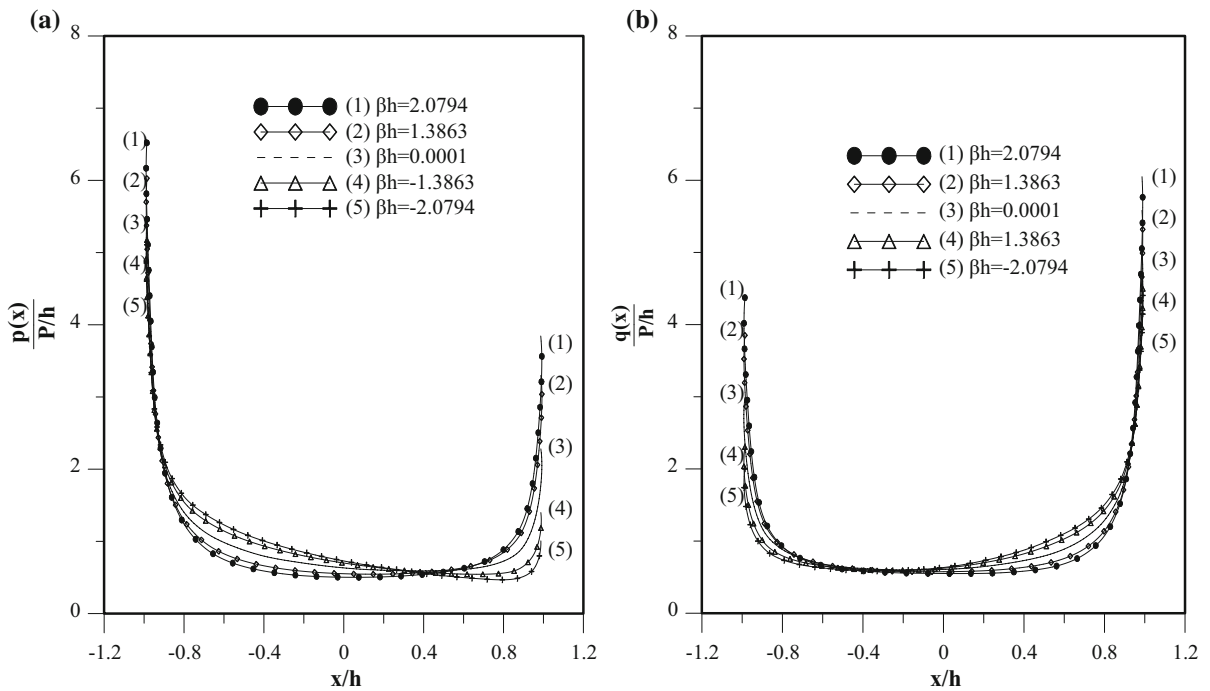 (a)
8
6
4
2
0
p(x)
P/h
(1) βh=2.0794
(2) βh=1.3863
(3) βh=0.0001
(4) βh=-1.3863
(5) βh=-2.0794
(1)
(2)
(3)
(4)
(5)
(1)
(2)
(3)
(4)
(5)
-1.2
-0.8
-0.4
0
0.4
0.8
1.2
x/h
(b)
8
6
4
2
0
q(x)
P/h
(1) βh=2.0794
(2) βh=1.3863
(3) βh=0.0001
(4) βh=1.3863
(5) βh=-2.0794
(1)
(2)
(3)
(4)
(5)
(1)
(2)
(3)
(4)
(5)
-1.2
-0.8
-0.4
0
0.4
0.8
1.2
x/h